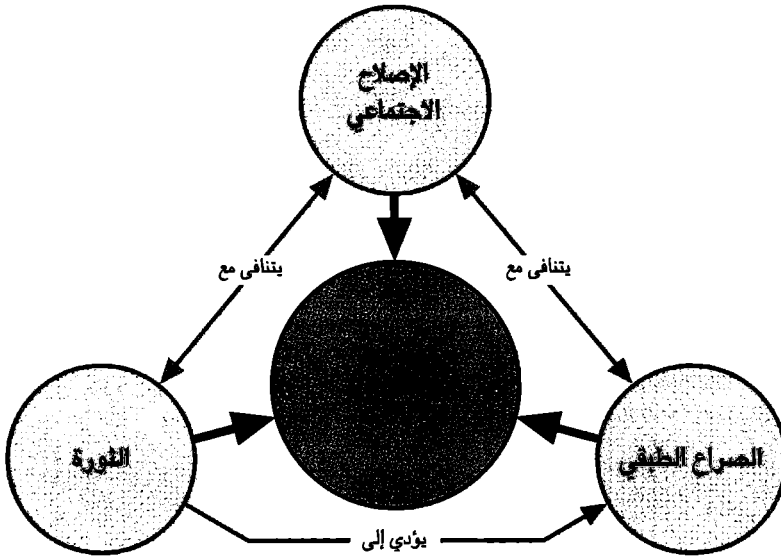 الإصلاح
الاجتماعي
يتنافى مع
يتنافى مع
الثورة
الصراع الطبقي
يؤدي إلى